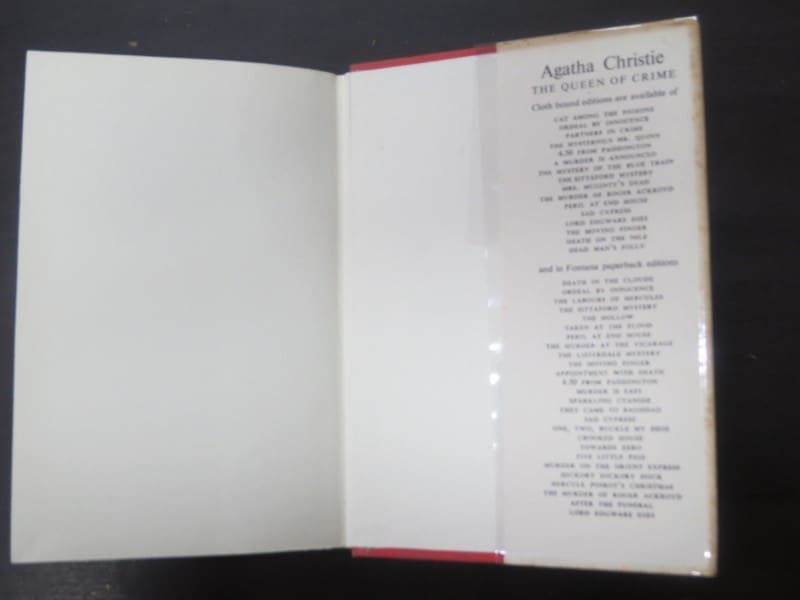 Agatha Christie
THE QUEEN OF CRIME
Cloth bound editions are available of
CAT AMONG THE PIGEONS
ORDEAL BY INNOCENCE
PARTNERS IN CRIME
THE MYSTERIOUS MR. QUINN
4.50 FROM PADDINGTON
A MURDER IS ANNOUNCED
THE MYSTERY OF THE BLUE TRAIN
THE SITTAFORD MYSTERY
MRS. MCGINTY'S DEAD
THE MURDER OF ROGER ACKROYD
PERIL AT END HOUSE
SAD CYPRESS
LORD EDGWARE DIES
THE MOVING FINGER
DEATH ON THE NILE
DEAD MAN'S FOLLY
and in Fontana paperback editions
DEATH IN THE CLOUDS
ORDEAL BY INNOCENCE
THE LABOURS OF HERCULES
THE SITTAFORD MYSTERY
THE HOLLOW
TAKEN AT THE FLOOD
PERIL AT END HOUSE
THE MURDER AT THE VICARAGE
THE LISTERDALE MYSTERY
THE MOVING FINGER
APPOINTMENT WITH DEATH
4.50 FROM PADDINGTON
MURDER IS EASY
SPARKLING CYANIDE
THEY CAME TO BAGHDAD
SAD CYPRESS
ONE, TWO, BUCKLE MY SHOE
CROOKED HOUSE
TOWARDS ZERO
FIVE LITTLE PIGS
MURDER ON THE ORIENT EXPRESS
HICKORY DICKORY DOCK
HERCULE POIROT'S CHRISTMAS
THE MURDER OF ROGER ACKROYD
AFTER THE FUNERAL
LORD EDGWARE DIES